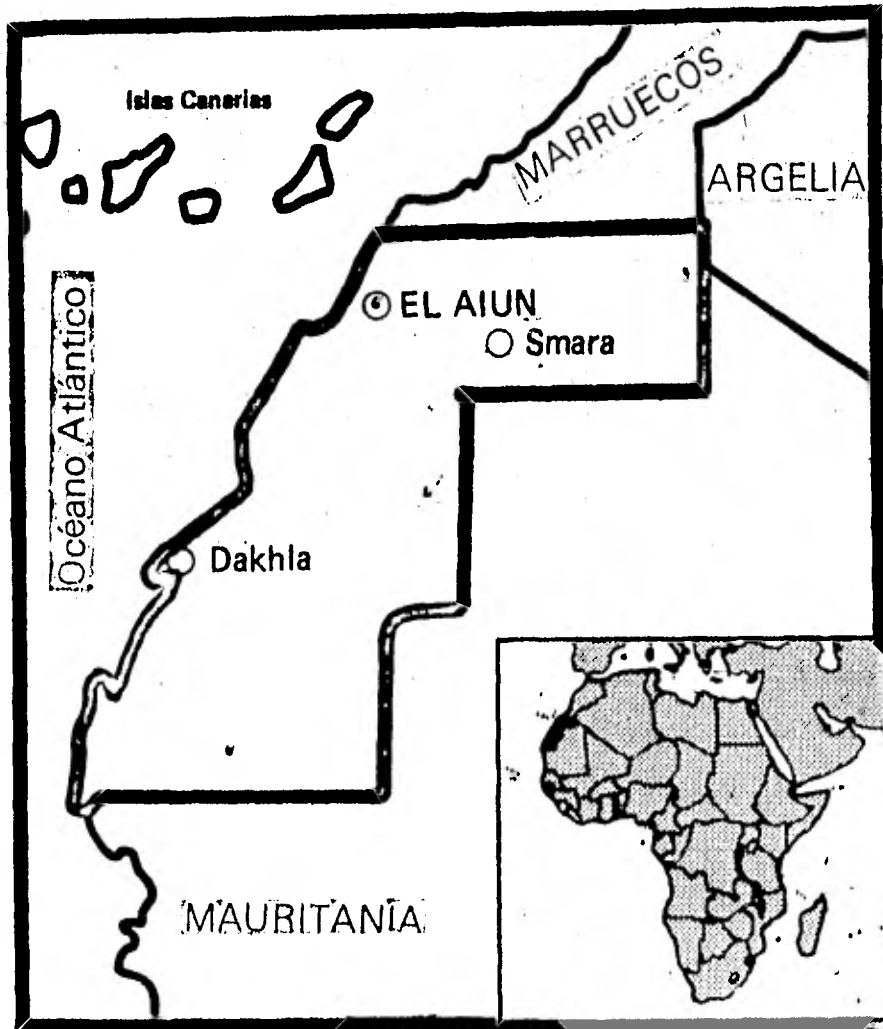 Islas Canarias
MARRUECOS
ARGELIA
EL AIUN
Smara
Océano Atlántico
Dakhla
MAURITANIA